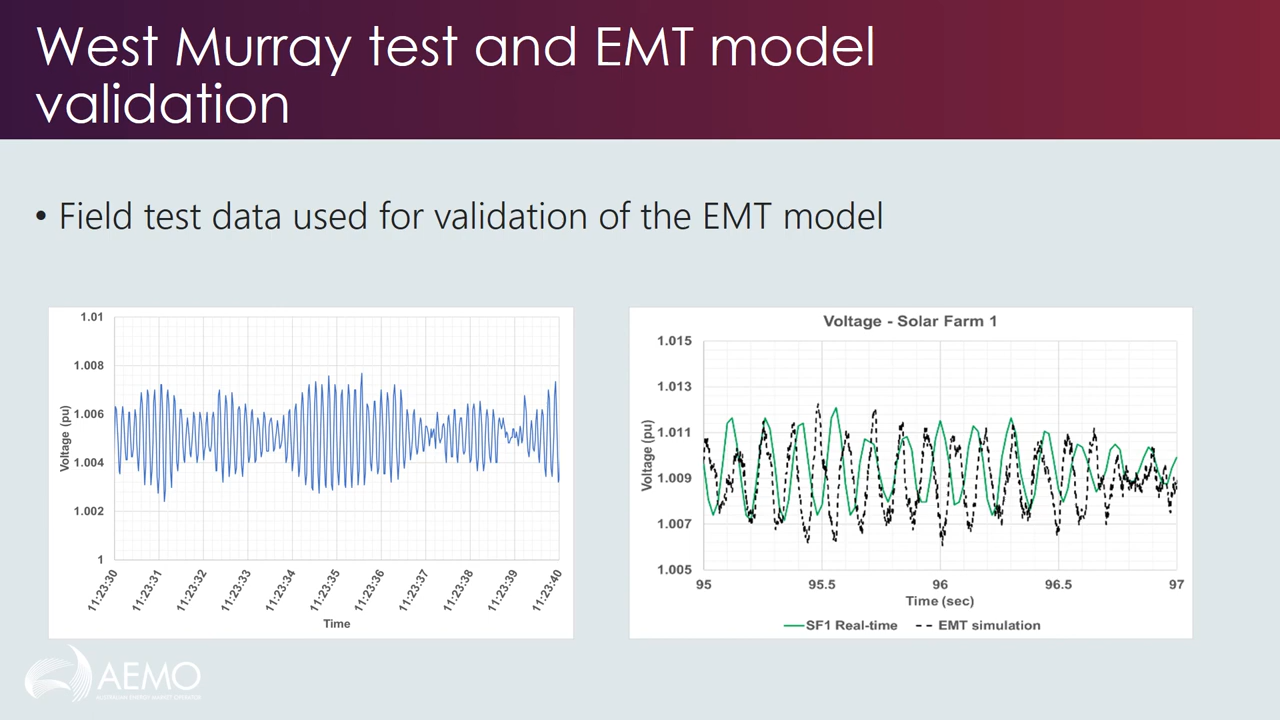 West Murray test and EMT model
validation
• Field test data used for validation of the EMT model
1.01
1.008
1.006
1.004
1.002
1
Voltage (pu)
11:23:30
11:23:31
11:23:32
11:23:33
11:23:34
11:23:35
11:23:36
11:23:37
11:23:38
11:23:39
11:23:40
Time
Voltage - Solar Farm 1
1.015
1.013
1.011
1.009
1.007
1.005
Voltage (pu)
95
95.5
96
96.5
97
Time (sec)
SF1 Real-time
EMT simulation
AEMO
AUSTRALIAN ENERGY MARKET OPERATOR